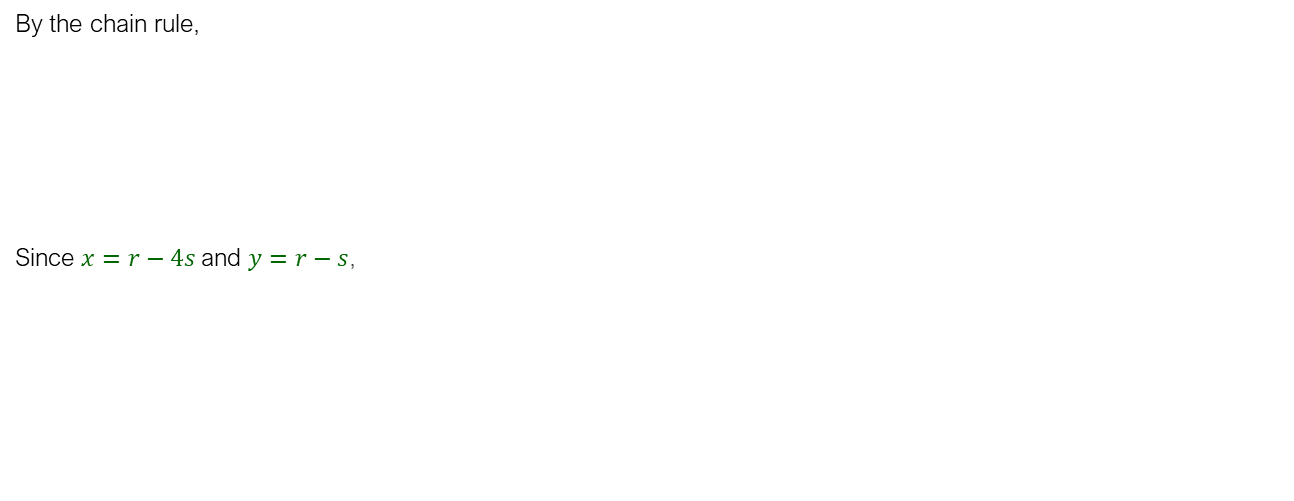 By the chain rule,
Since x = r − 4s and y = r − s,